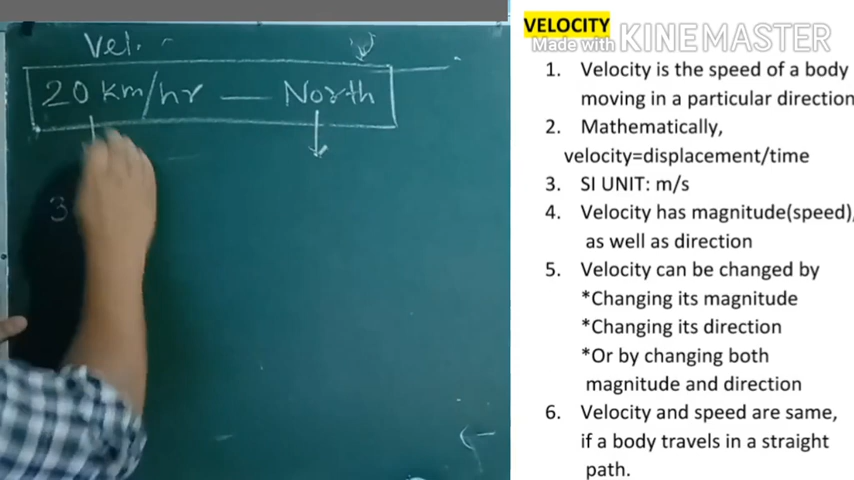 Vel.
20 km/hr — North
3
VELOCITY
Made with KINEMASTER
1. Velocity is the speed of a body
moving in a particular direction
2. Mathematically,
velocity=displacement/time
3. SI UNIT: m/s
4. Velocity has magnitude(speed),
as well as direction
5. Velocity can be changed by
*Changing its magnitude
*Changing its direction
*Or by changing both
magnitude and direction
6. Velocity and speed are same,
if a body travels in a straight
path.